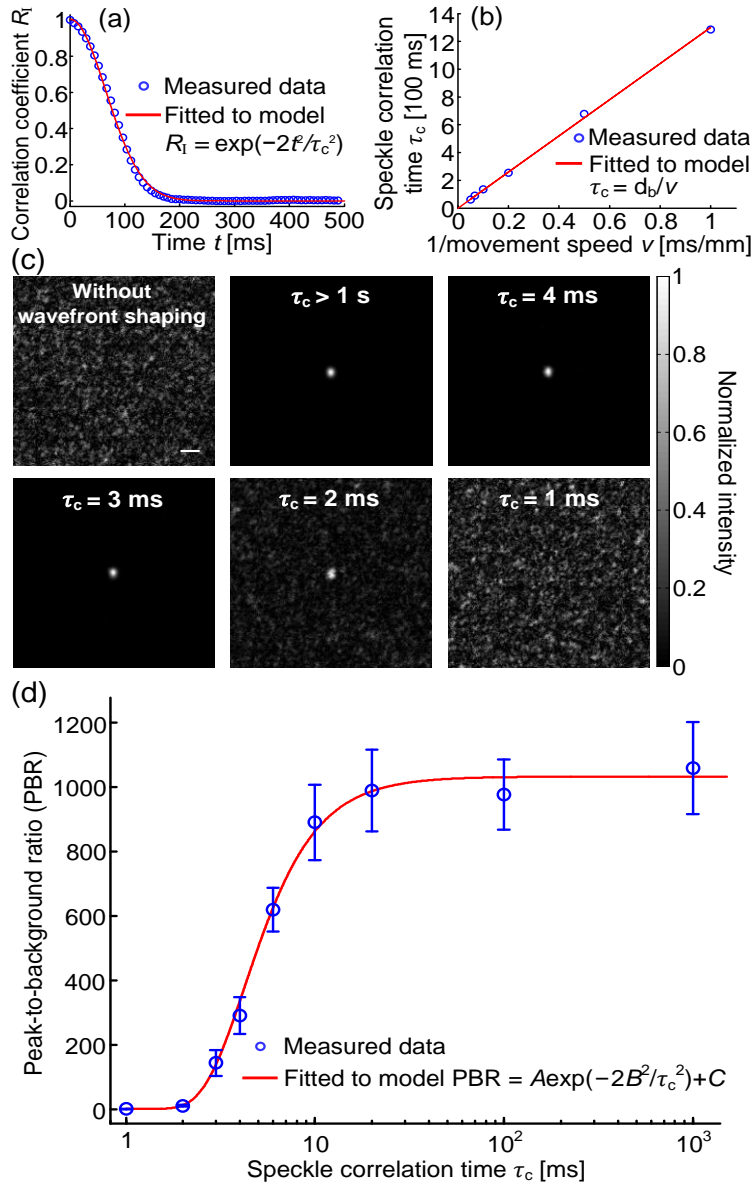 (a)
Correlation coefficient R_I
1
0.8
0.6
0.4
0.2
0
0 100 200 300 400 500
Time t [ms]
Measured data
Fitted to model
R_I = exp(−2t²/τ_c²)
(b)
Speckle correlation
time τ_c [100 ms]
14
12
10
8
6
4
2
0
0 0.2 0.4 0.6 0.8 1
1/movement speed v [ms/mm]
Measured data
Fitted to model
τ_c = d_b/v
(c)
Without
wavefront shaping
τ_c > 1 s
τ_c = 4 ms
τ_c = 3 ms
τ_c = 2 ms
τ_c = 1 ms
1
0.8
0.6
0.4
0.2
0
Normalized intensity
(d)
Peak-to-background ratio (PBR)
1200
1000
800
600
400
200
0
1 10 10² 10³
Speckle correlation time τ_c [ms]
Measured data
Fitted to model PBR = Aexp(−2B²/τ_c²)+C